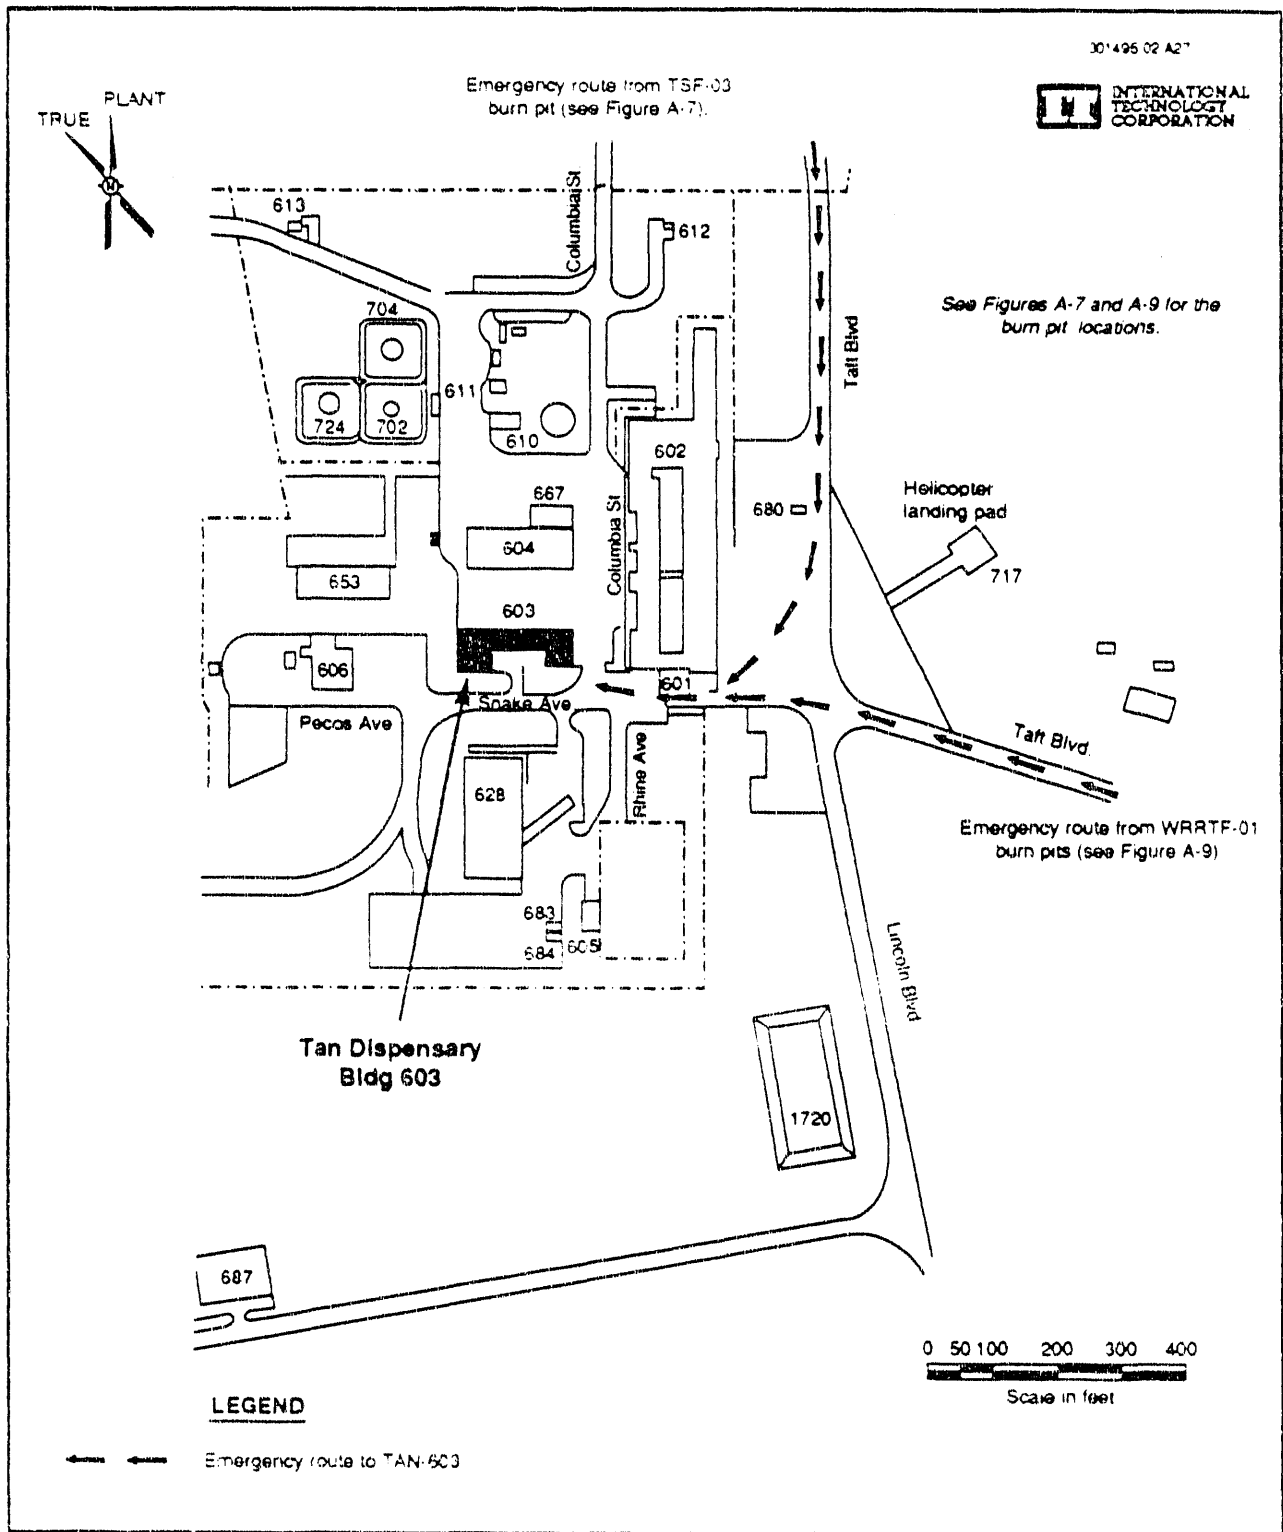 301495 02 A27
INTERNATIONAL
TECHNOLOGY
CORPORATION
PLANT
TRUE
N
Emergency route from TSF-03
burn pit (see Figure A-7).
613
Columbia St
612
704
See Figures A-7 and A-9 for the
burn pit locations.
Taft Blvd
611
724
702
610
602
Helicopter
landing pad
667
680
Columbia St
604
717
653
603
606
601
Snake Ave
Pecos Ave
Taft Blvd.
628
Rhine Ave
Emergency route from WRRTF-01
burn pits (see Figure A-9)
683
684
605
Lincoln Blvd
Tan Dispensary
Bldg 603
1720
687
0 50 100 200 300 400
Scale in feet
LEGEND
Emergency route to TAN-603